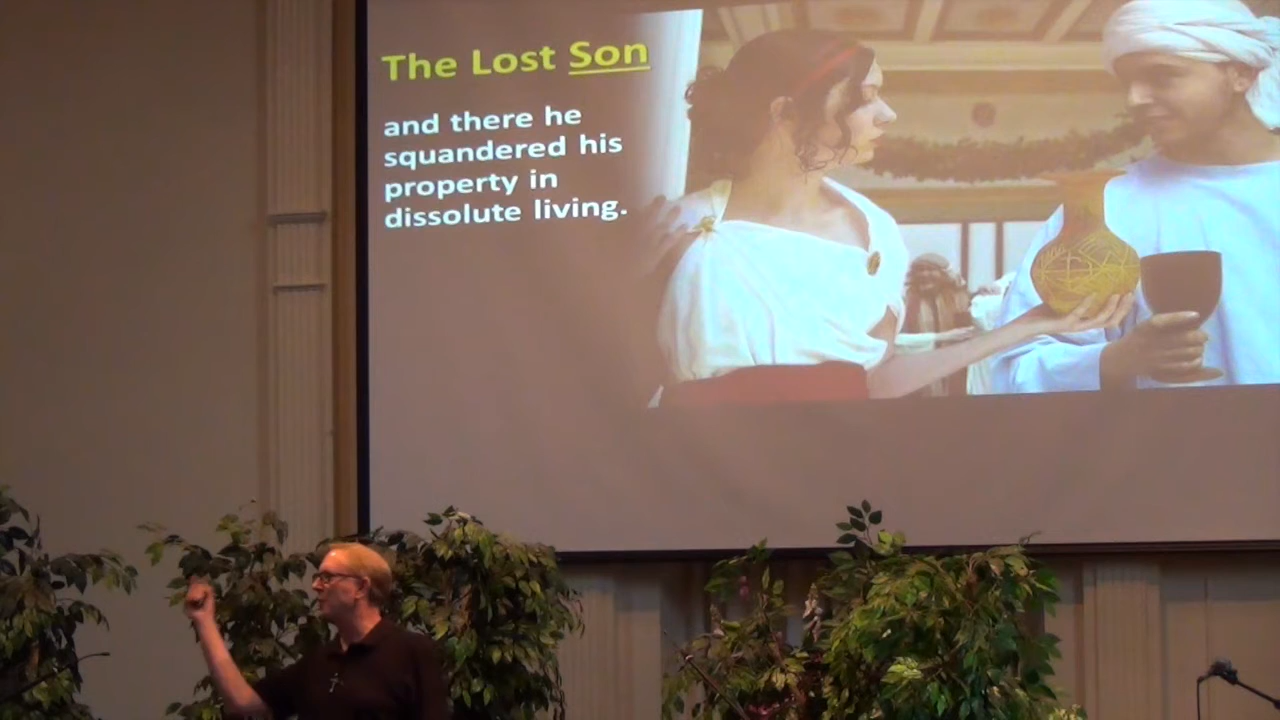 The Lost Son
and there he
squandered his
property in
dissolute living.